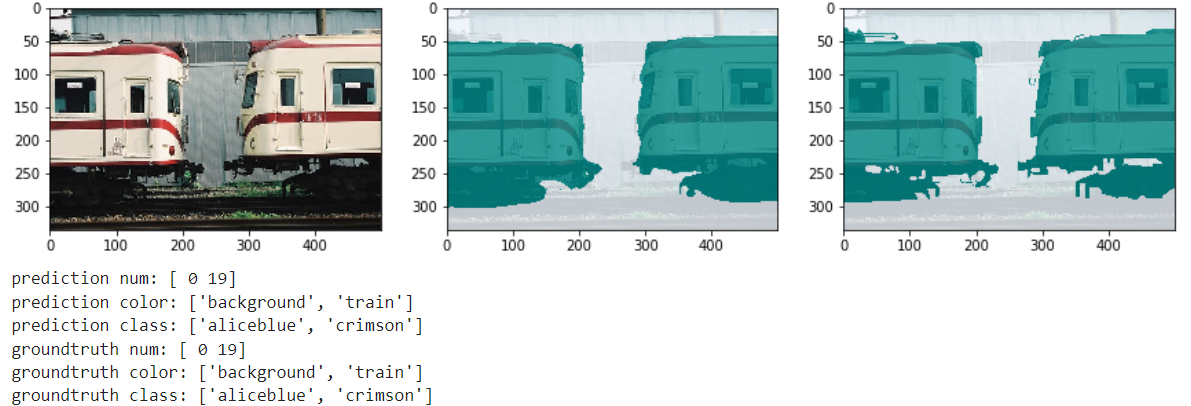 0
50
100
150
200
250
300
0 100 200 300 400
0
50
100
150
200
250
300
0 100 200 300 400
0
50
100
150
200
250
300
0 100 200 300 400
prediction num: [ 0 19]
prediction color: ['background', 'train']
prediction class: ['aliceblue', 'crimson']
groundtruth num: [ 0 19]
groundtruth color: ['background', 'train']
groundtruth class: ['aliceblue', 'crimson']